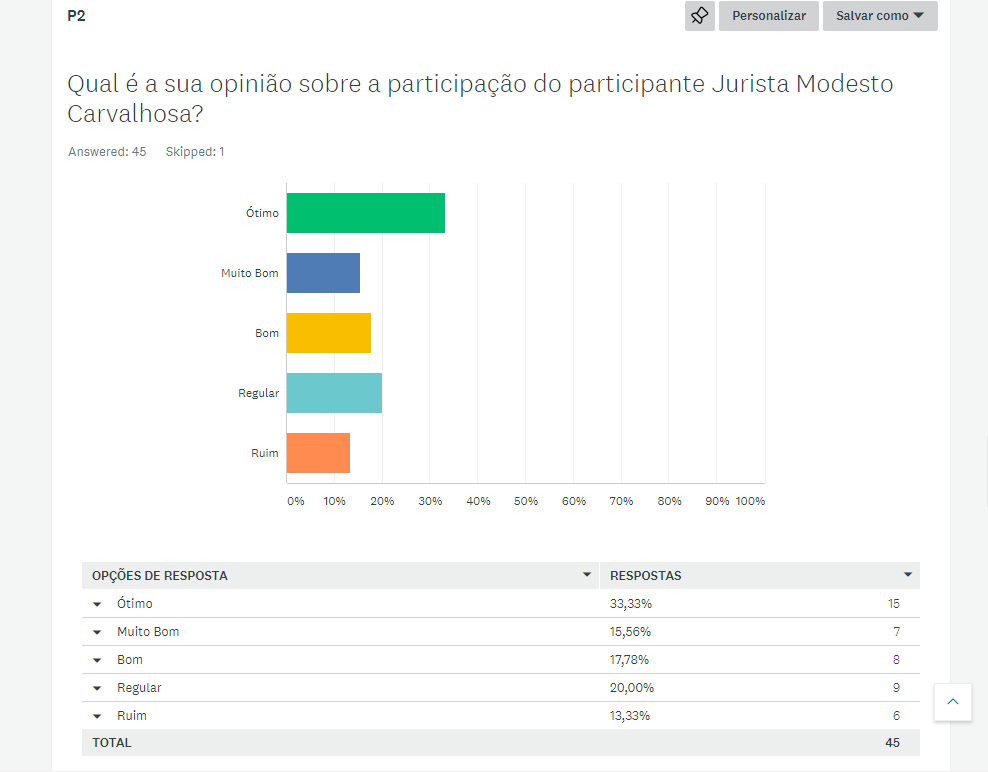 P2
Personalizar
Salvar como
Qual é a sua opinião sobre a participação do participante Jurista Modesto
Carvalhosa?
Answered: 45 Skipped: 1
Ótimo
Muito Bom
Bom
Regular
Ruim
0% 10% 20% 30% 40% 50% 60% 70% 80% 90% 100%
OPÇÕES DE RESPOSTA RESPOSTAS
Ótimo 33,33% 15
Muito Bom 15,56% 7
Bom 17,78% 8
Regular 20,00% 9
Ruim 13,33% 6
TOTAL 45